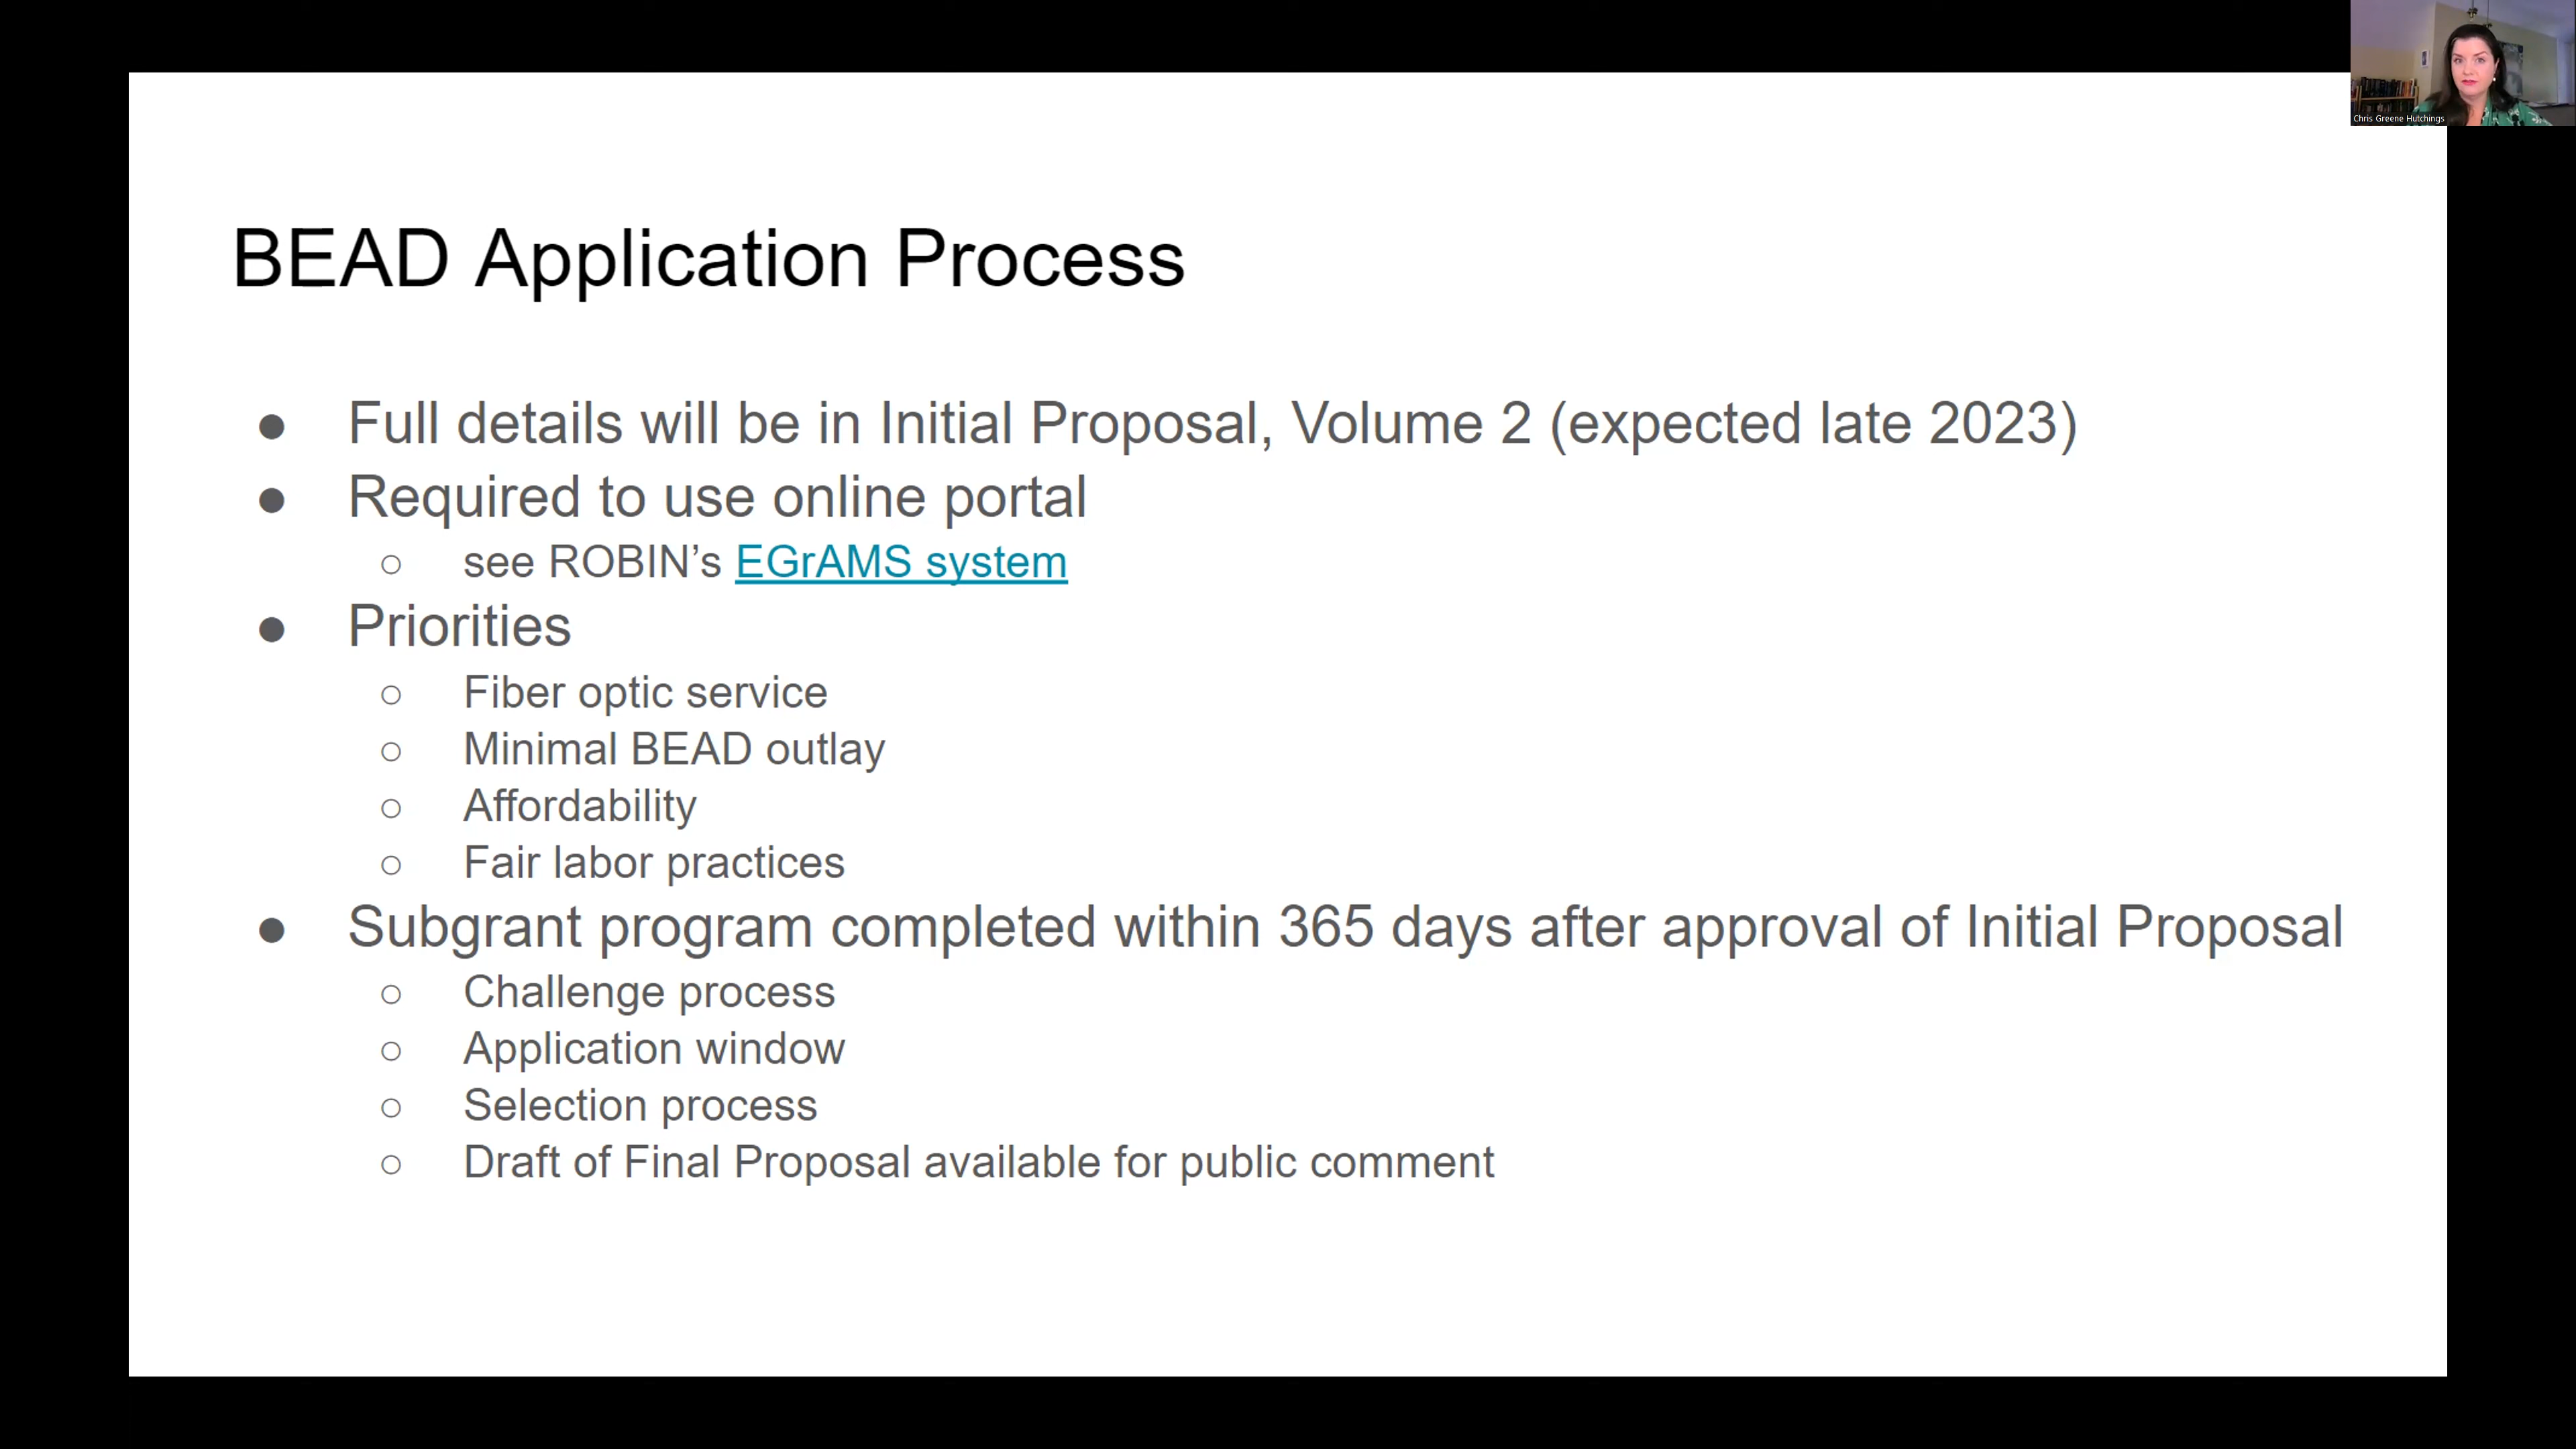 Chris Greene Hutchings
BEAD Application Process
● Full details will be in Initial Proposal, Volume 2 (expected late 2023)
● Required to use online portal
○ see ROBIN’s EGrAMS system
● Priorities
○ Fiber optic service
○ Minimal BEAD outlay
○ Affordability
○ Fair labor practices
● Subgrant program completed within 365 days after approval of Initial Proposal
○ Challenge process
○ Application window
○ Selection process
○ Draft of Final Proposal available for public comment